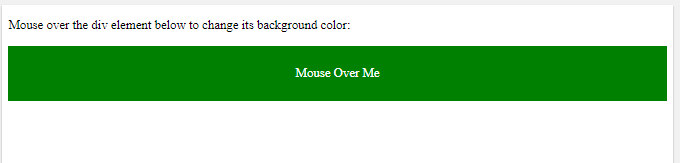 Mouse over the div element below to change its background color:
Mouse Over Me